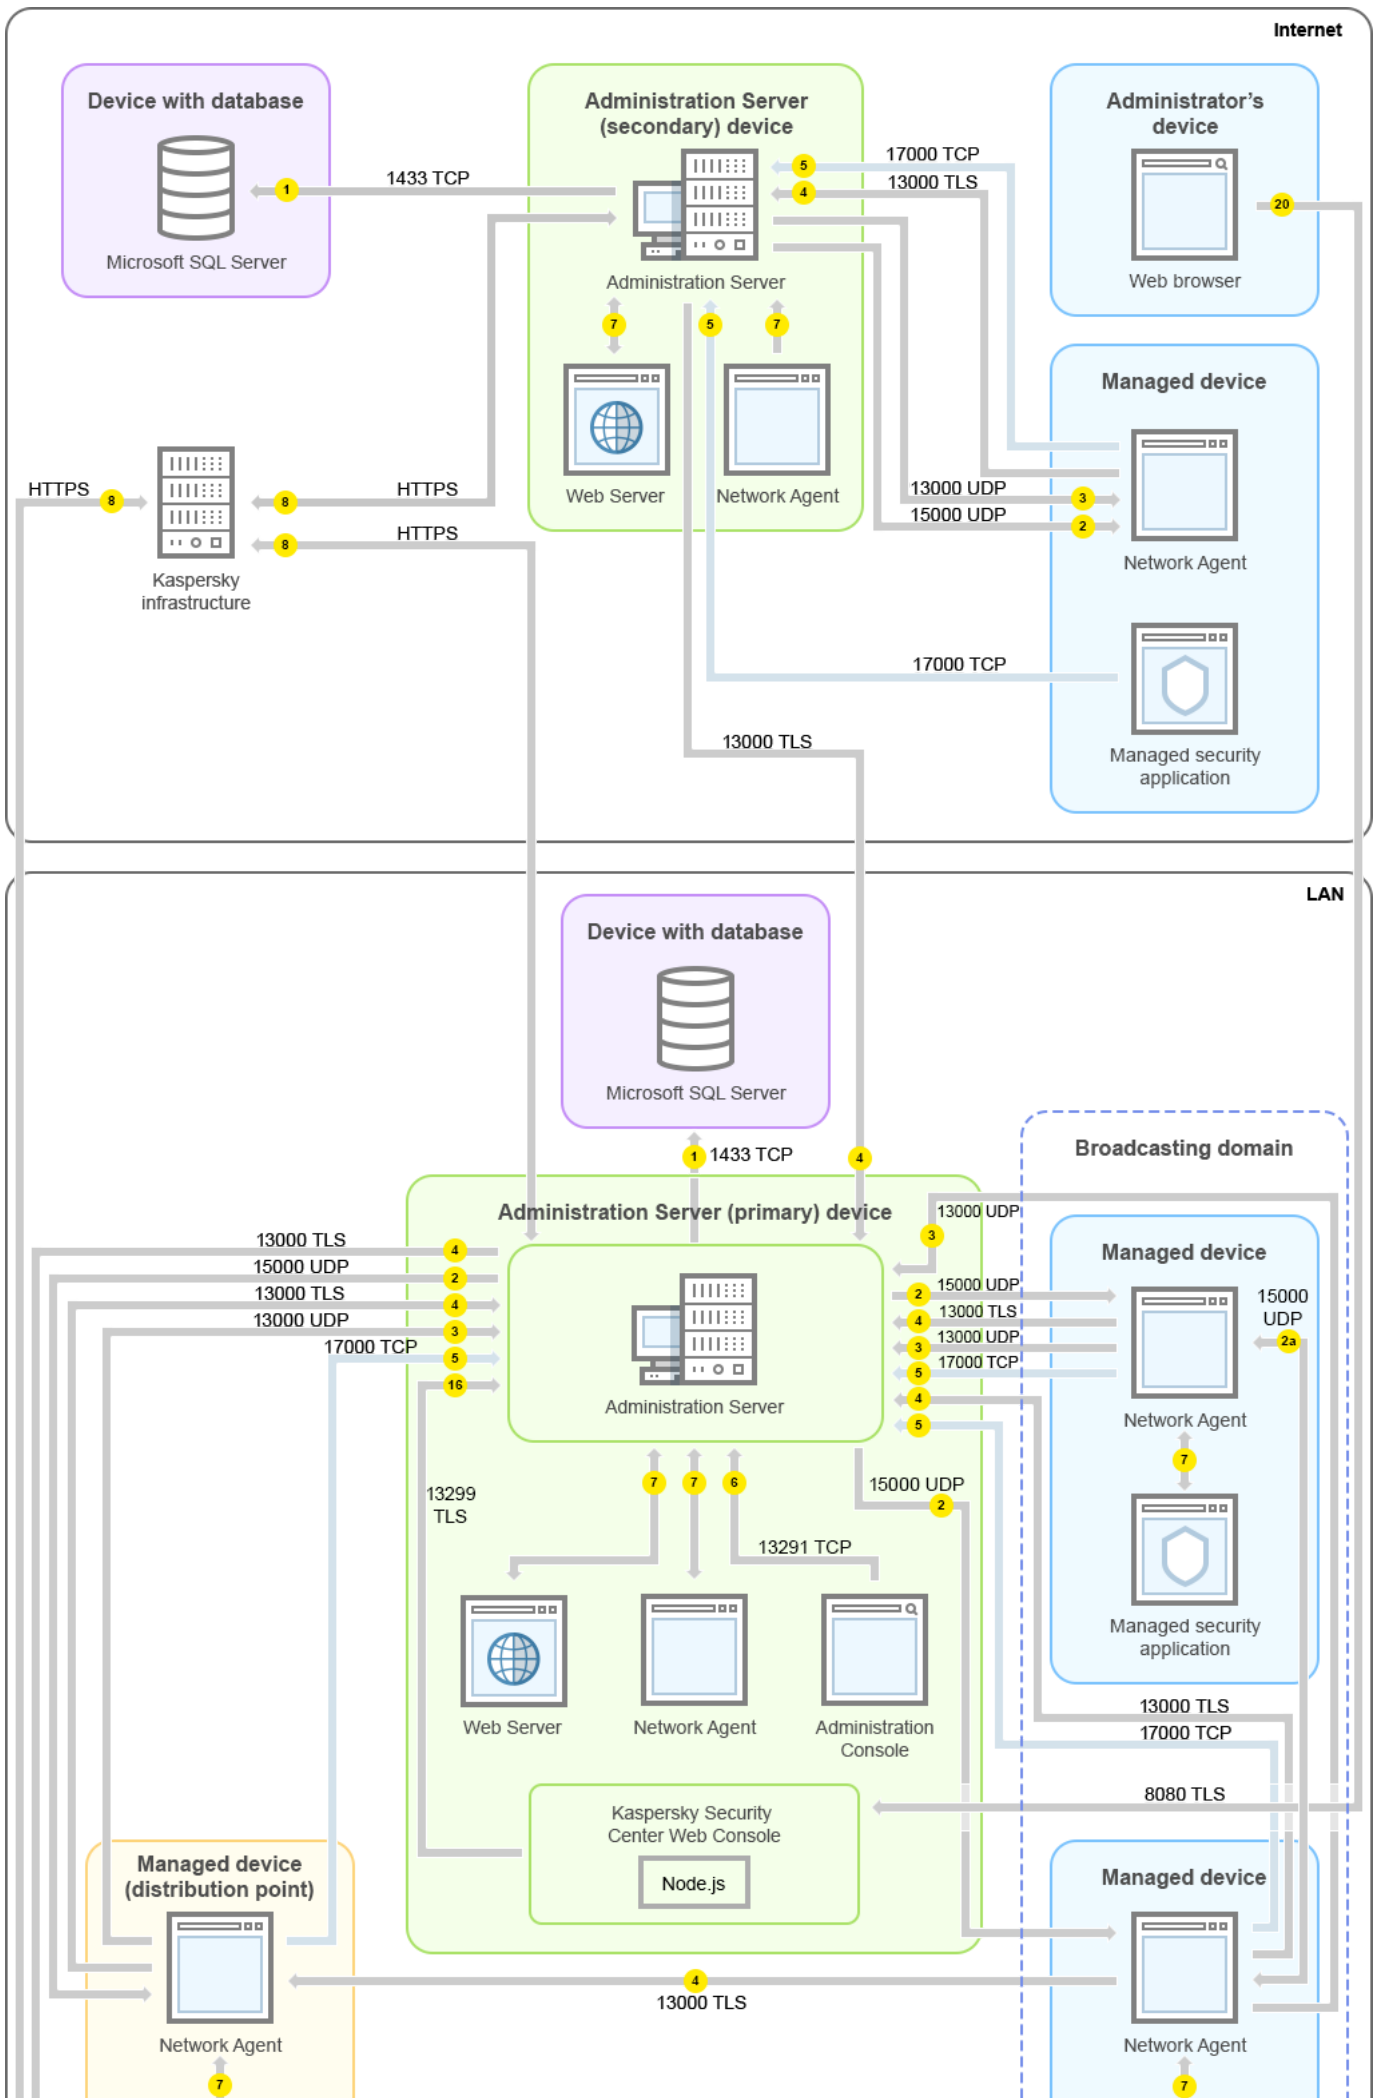 Internet
Device with database
Microsoft SQL Server
1
1433 TCP
Administration Server
(secondary) device
Administration Server
7
5
7
Web Server
Network Agent
5
17000 TCP
4
13000 TLS
Administrator's
device
Web browser
20
Managed device
13000 UDP
3
15000 UDP
2
Network Agent
17000 TCP
Managed security
application
HTTPS
8
8
HTTPS
8
HTTPS
Kaspersky
infrastructure
13000 TLS
LAN
Device with database
Microsoft SQL Server
1
1433 TCP
4
Administration Server (primary) device
13000 TLS
4
15000 UDP
2
13000 TLS
4
13000 UDP
3
17000 TCP
5
16
Administration Server
13000 UDP
3
2
15000 UDP
4
13000 TLS
3
13000 UDP
5
17000 TCP
4
5
Broadcasting domain
Managed device
15000
UDP
2a
Network Agent
7
Managed security
application
13299
TLS
7
7
6
15000 UDP
2
13291 TCP
Web Server
Network Agent
Administration
Console
13000 TLS
17000 TCP
8080 TLS
Kaspersky Security
Center Web Console
Node.js
Managed device
(distribution point)
Network Agent
7
4
13000 TLS
Managed device
Network Agent
7